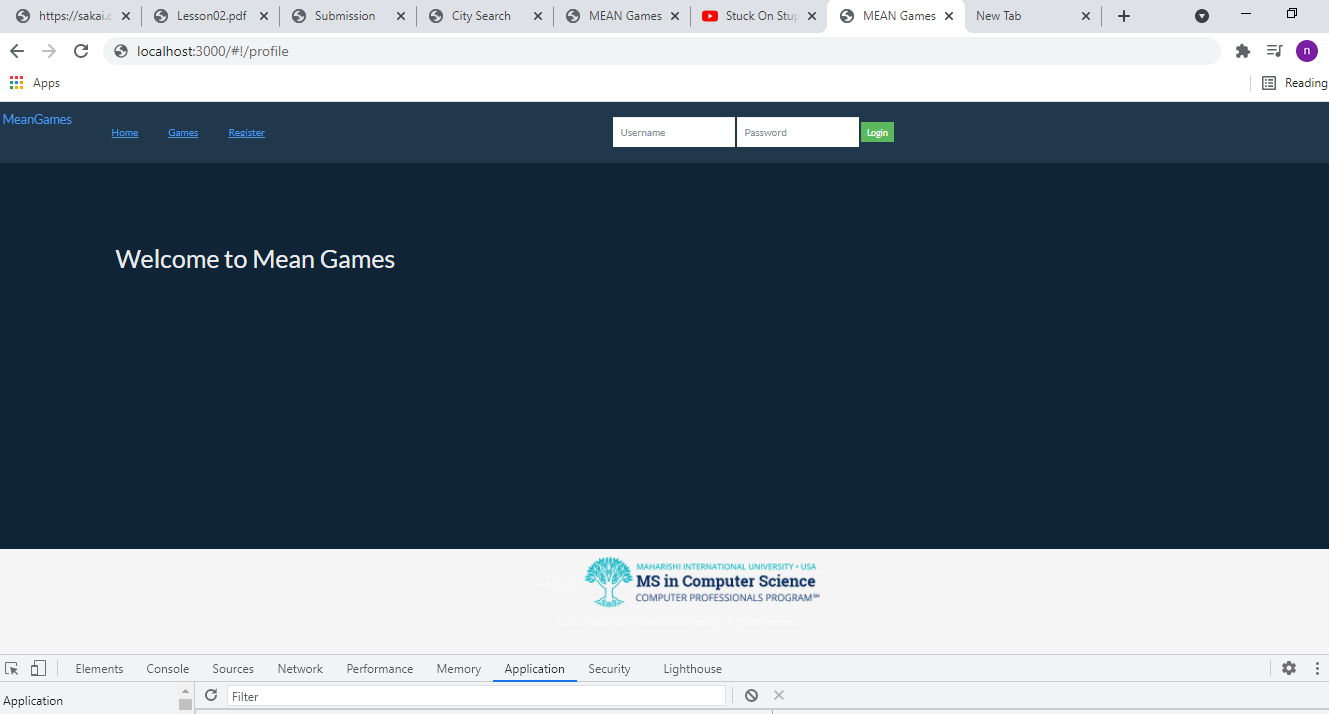 https://sakai.c
Lesson02.pdf
Submission
City Search
MEAN Games
Stuck On Stup
MEAN Games
New Tab
localhost:3000/#!/profile
n
Apps
Reading
MeanGames
Home
Games
Register
Username
Password
Login
Welcome to Mean Games
MAHARISHI INTERNATIONAL UNIVERSITY • USA
MS in Computer Science
COMPUTER PROFESSIONALS PROGRAM℠
Elements
Console
Sources
Network
Performance
Memory
Application
Security
Lighthouse
Application
Filter